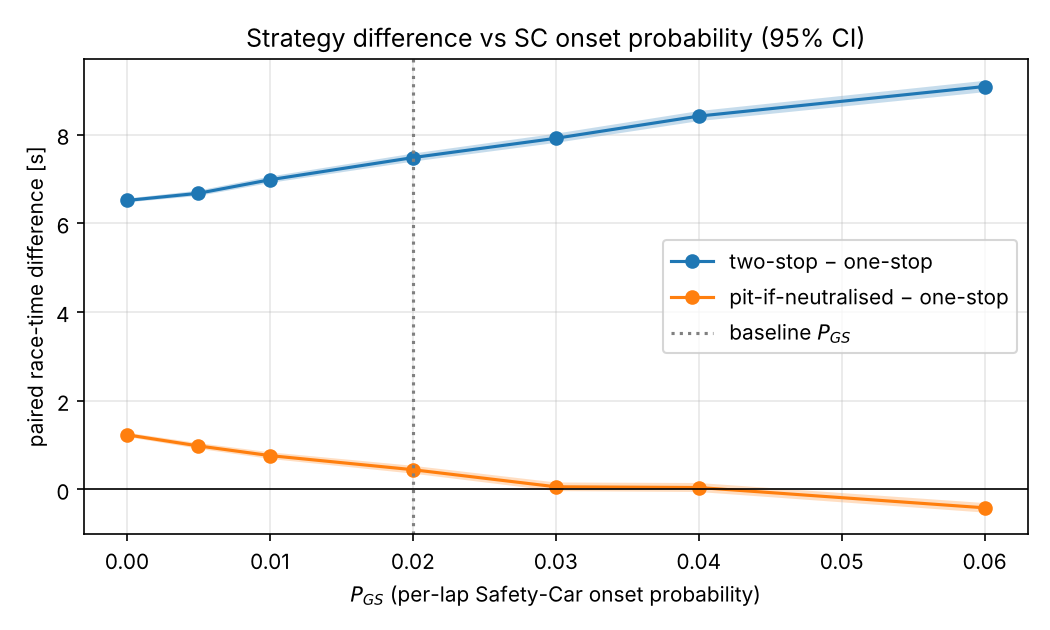 Strategy difference vs SC onset probability (95% CI)
paired race-time difference [s]
8
6
4
2
0
two-stop − one-stop
pit-if-neutralised − one-stop
baseline P_GS
0.00 0.01 0.02 0.03 0.04 0.05 0.06
P_GS (per-lap Safety-Car onset probability)